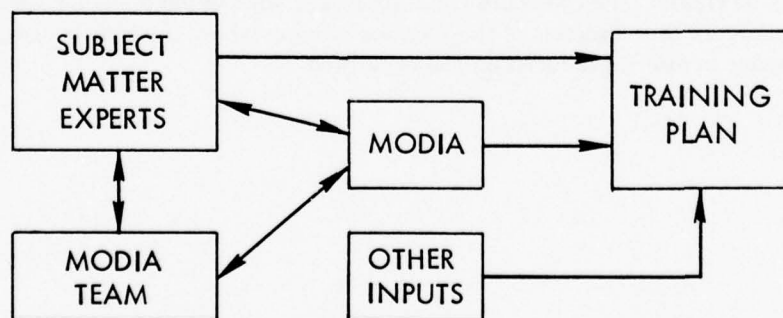 SUBJECT
MATTER
EXPERTS
MODIA
TRAINING
PLAN
MODIA
TEAM
OTHER
INPUTS